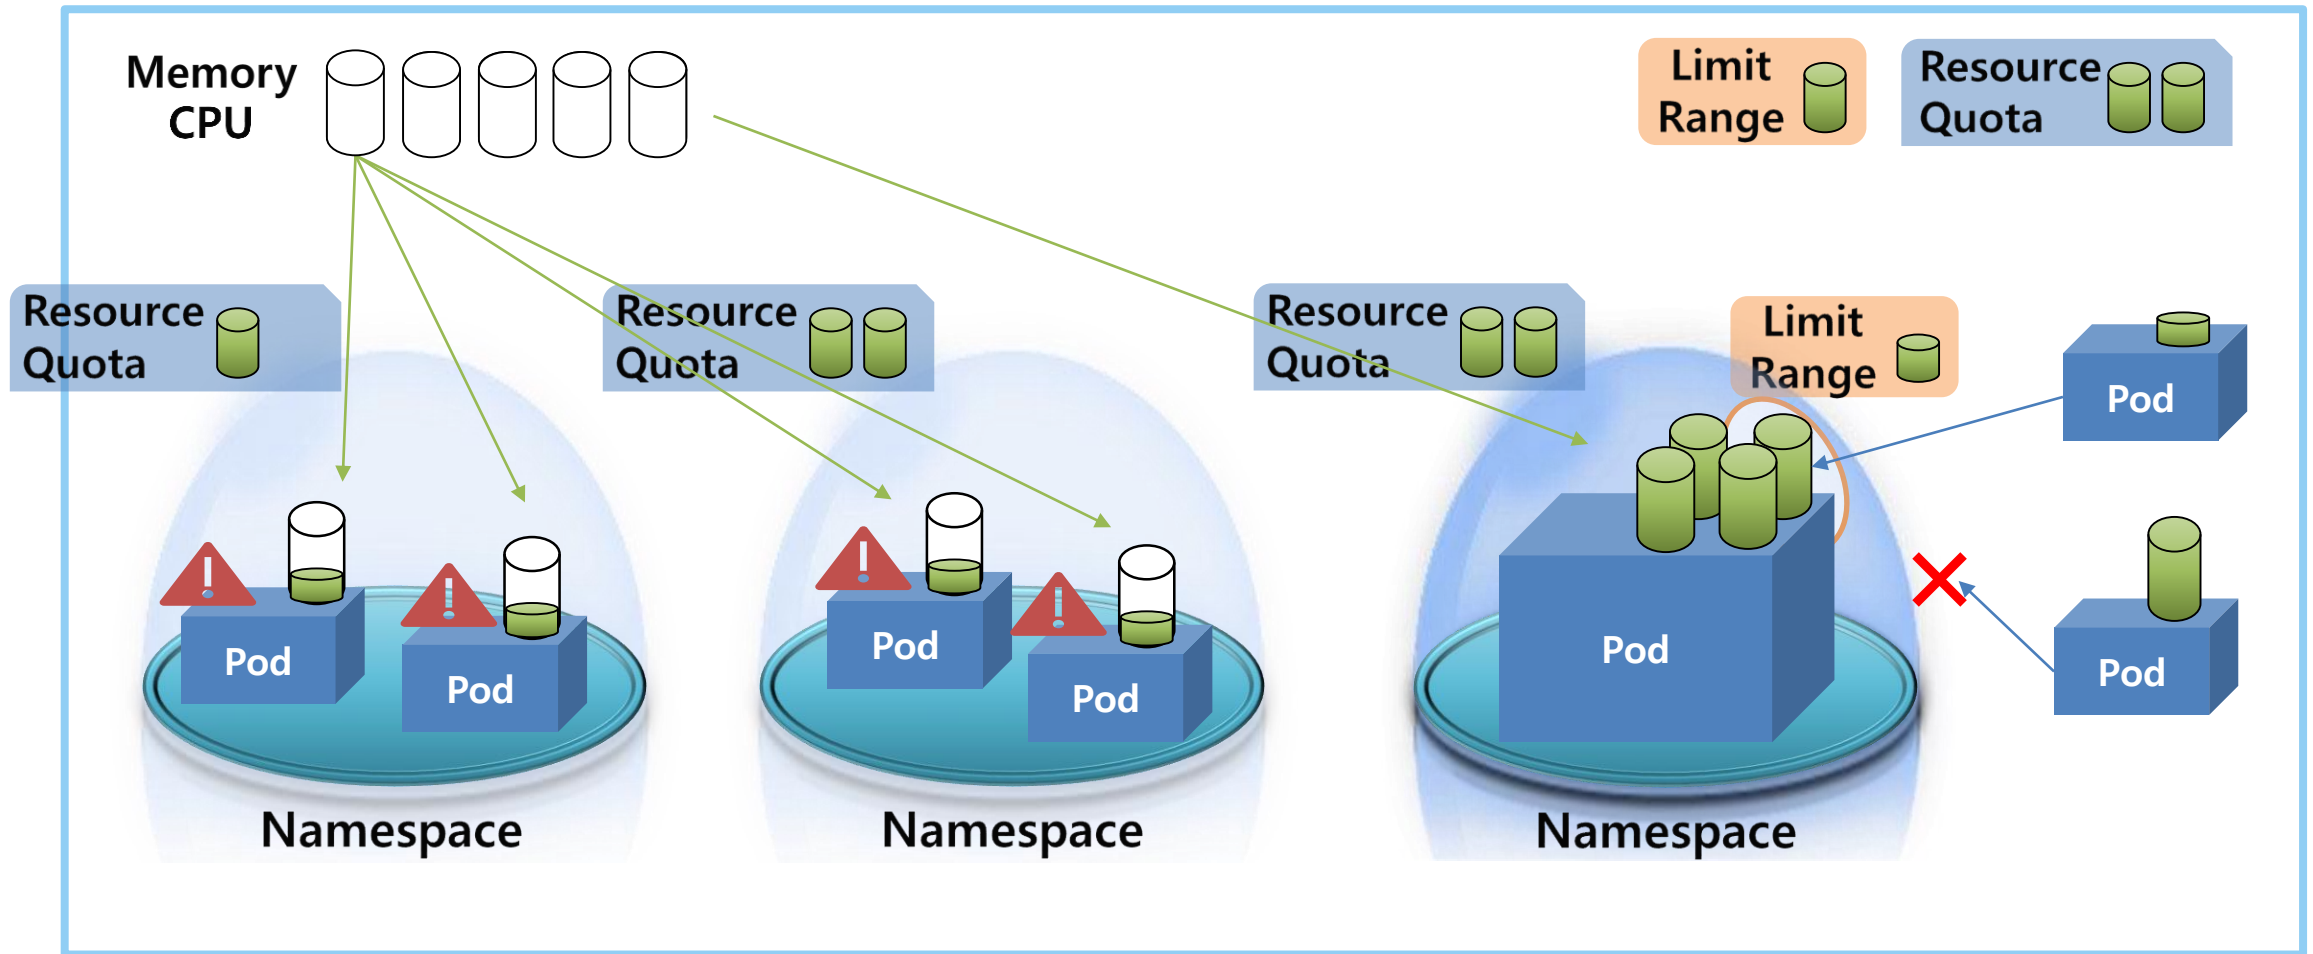 Memory
CPU
Limit
Range
Resource
Quota
Resource
Quota
Resource
Quota
Resource
Quota
Limit
Range
Pod
Pod
Pod
Pod
Pod
Pod
Pod
Namespace
Namespace
Namespace